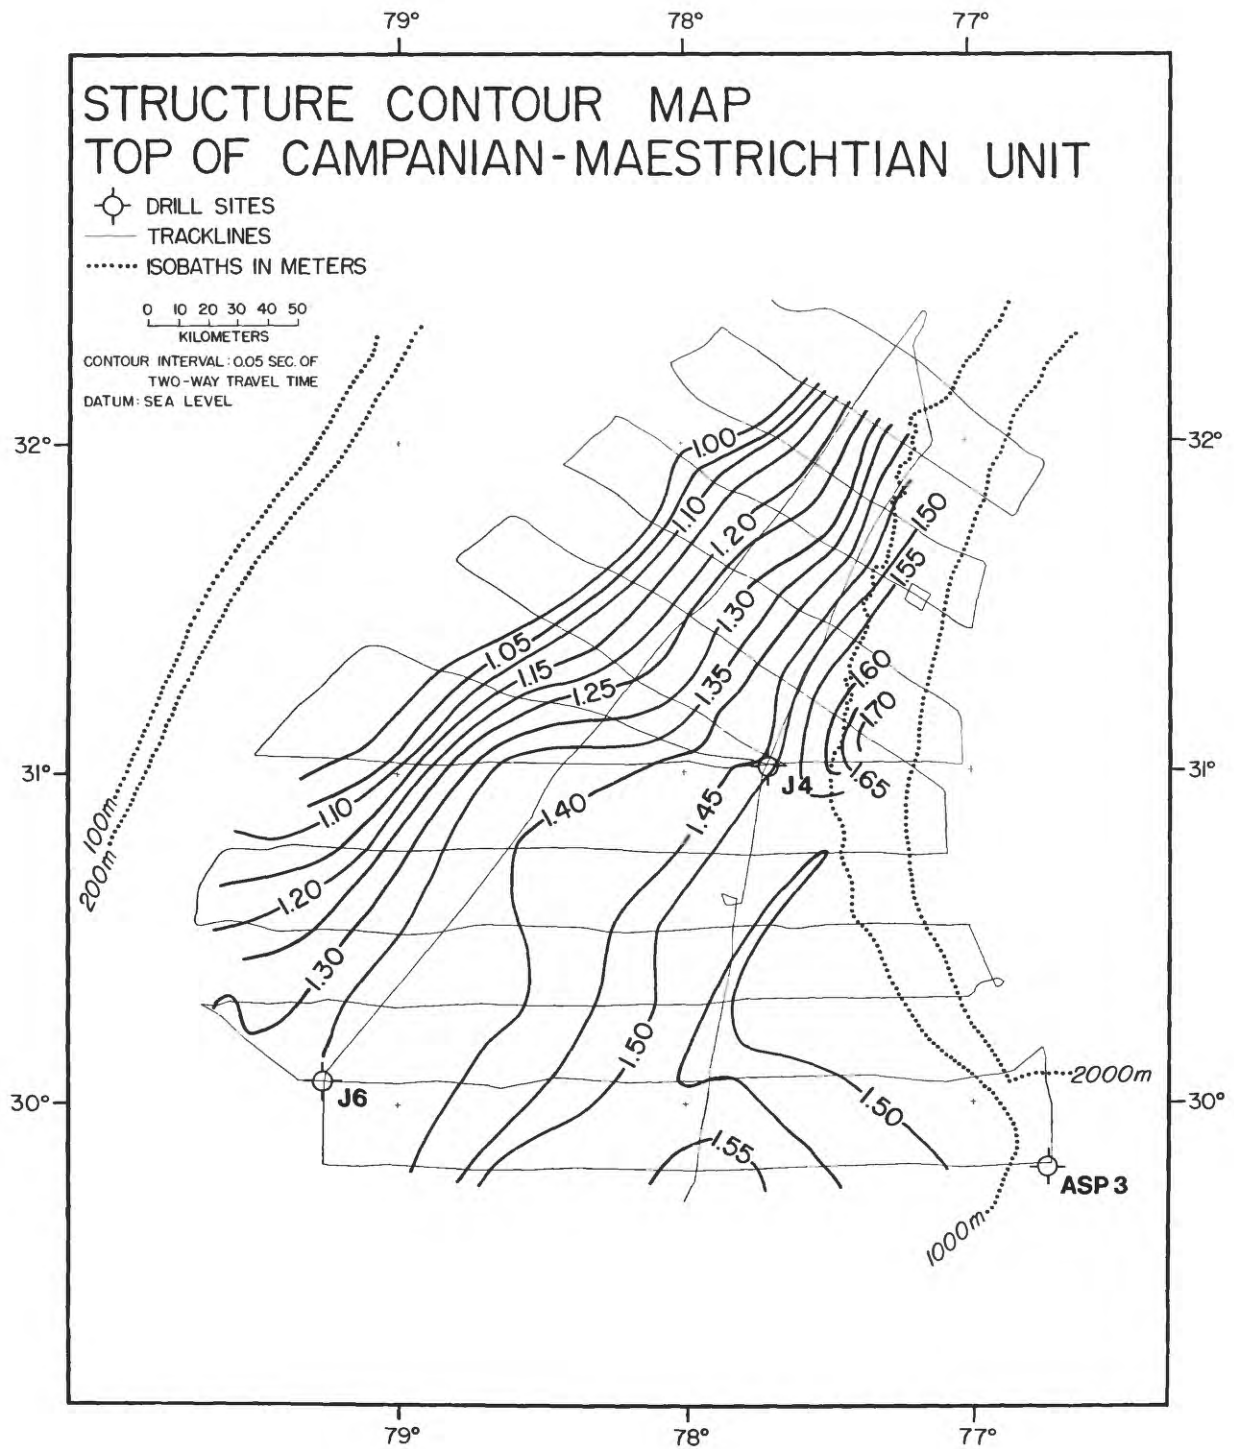 79° 78° 77°
STRUCTURE CONTOUR MAP
TOP OF CAMPANIAN-MAESTRICHTIAN UNIT
DRILL SITES
TRACKLINES
ISOBATHS IN METERS
0 10 20 30 40 50
KILOMETERS
CONTOUR INTERVAL: 0.05 SEC. OF
TWO-WAY TRAVEL TIME
DATUM: SEA LEVEL
32° 32°
1.00
1.10
1.50
1.20
1.55
1.30
1.05
1.15
1.60
1.25
1.35
1.70
31° 31°
J4
1.65
100m
1.10
1.40
1.45
200m
1.20
1.30
1.50
2000m
J6
30° 30°
1.50
1.55
ASP 3
1000m
79° 78° 77°